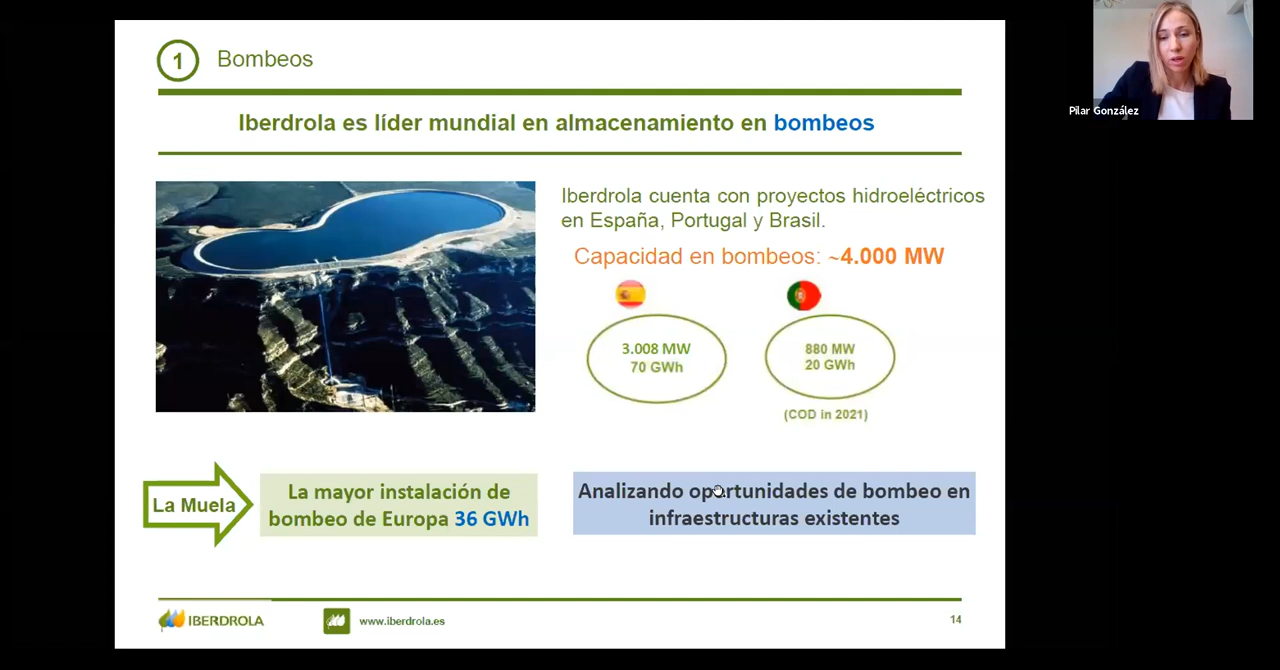 1 Bombeos
Iberdrola es líder mundial en almacenamiento en bombeos
Iberdrola cuenta con proyectos hidroeléctricos
en España, Portugal y Brasil.
Capacidad en bombeos: ~4.000 MW
3.008 MW
70 GWh
880 MW
20 GWh
(COD in 2021)
La Muela
La mayor instalación de
bombeo de Europa 36 GWh
Analizando oportunidades de bombeo en
infraestructuras existentes
IBERDROLA
www.iberdrola.es
14
Pilar González